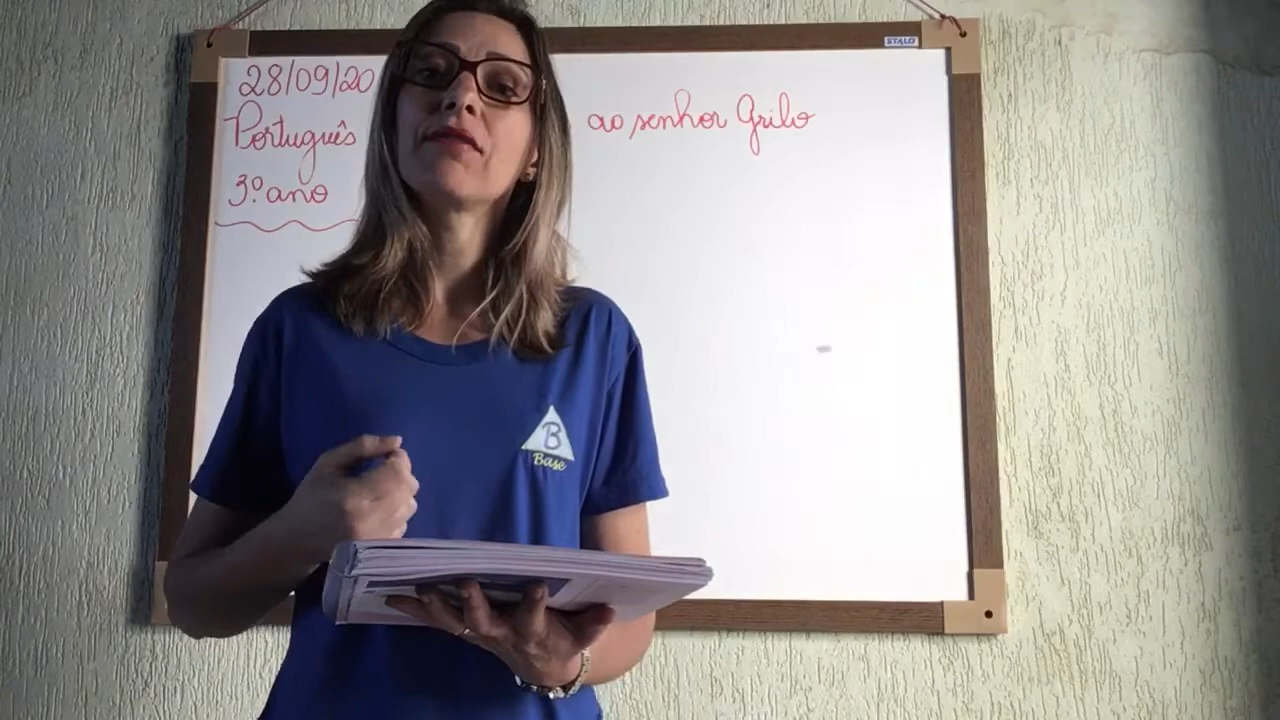 28/09/20
Português
3º ano
ao senhor Grilo
STALO
B
Base